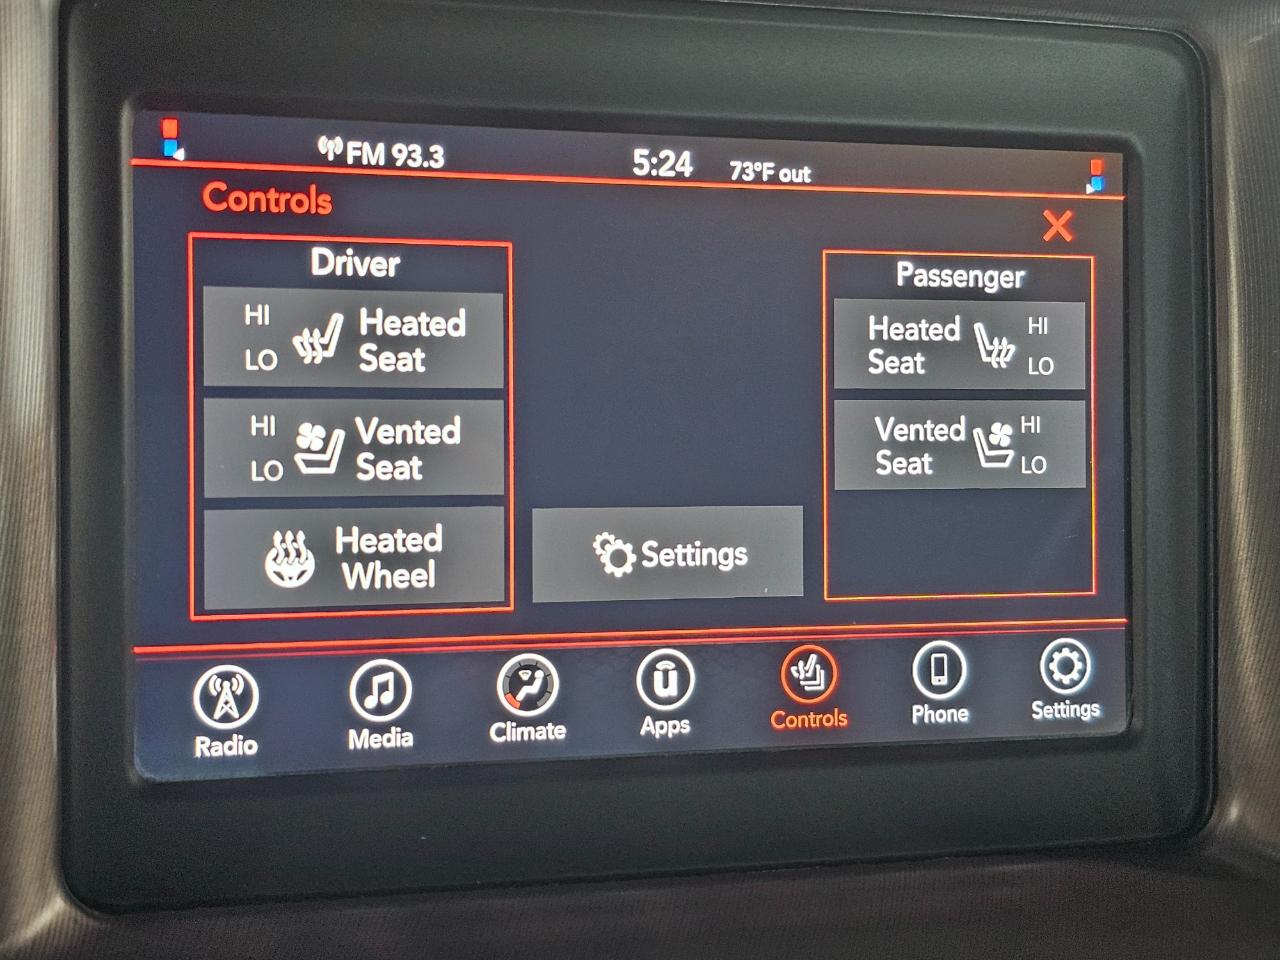 FM 93.3
5:24
73°F out
Controls
Driver
HI
LO
Heated
Seat
HI
LO
Vented
Seat
Heated
Wheel
Settings
Passenger
Heated
Seat
HI
LO
Vented
Seat
HI
LO
Radio
Media
Climate
Apps
Controls
Phone
Settings